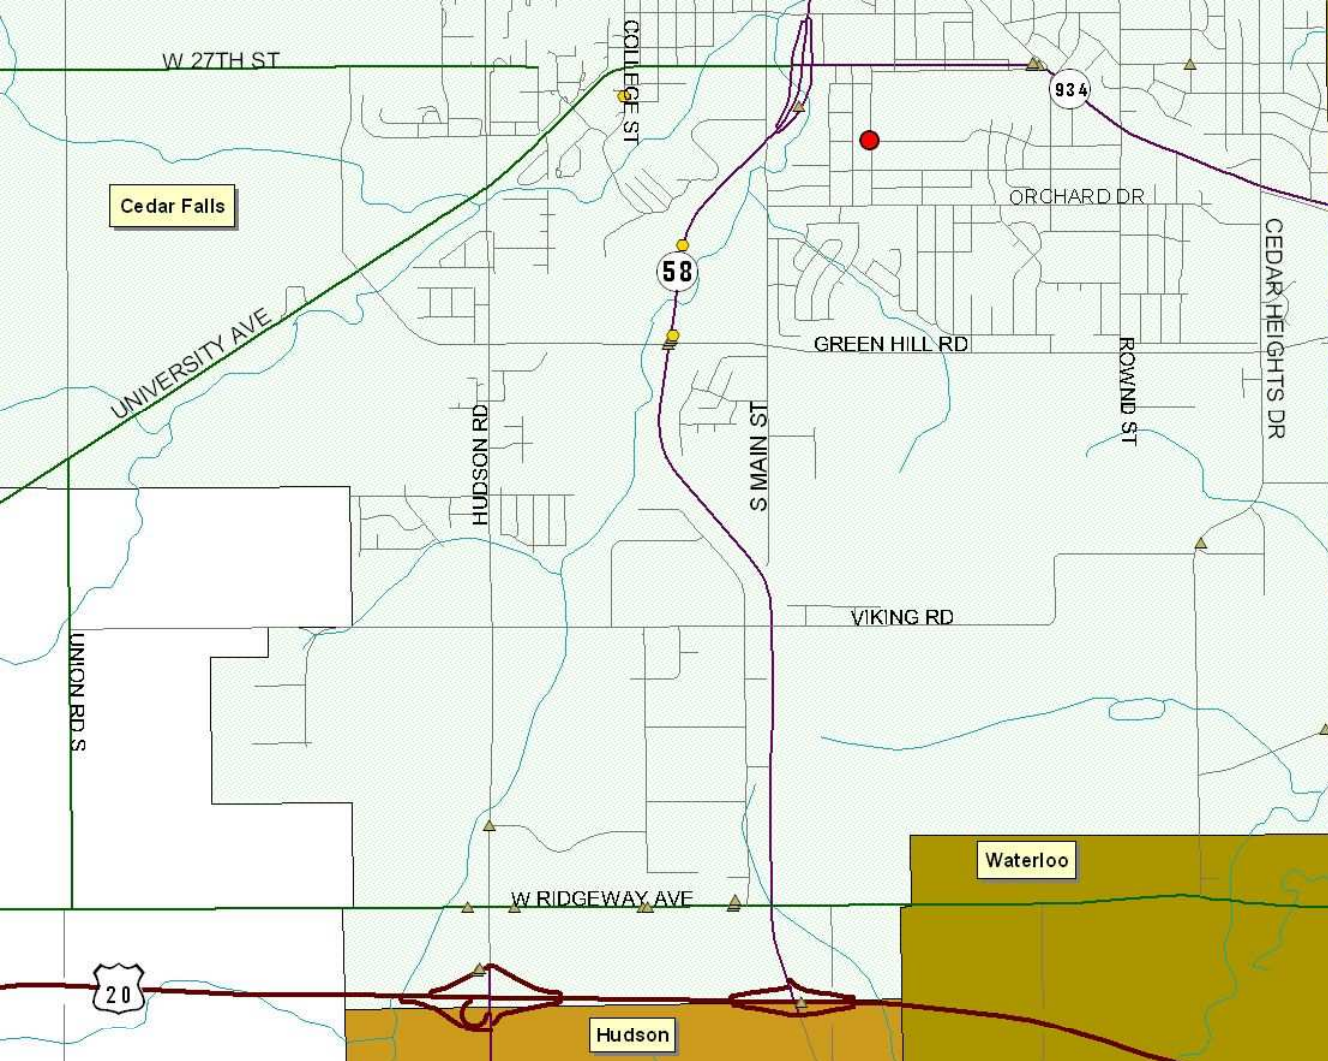 W 27TH ST
COLLEGE ST
934
Cedar Falls
ORCHARD DR
CEDAR HEIGHTS DR
58
UNIVERSITY AVE
GREEN HILL RD
ROWND ST
HUDSON RD
S MAIN ST
VIKING RD
UNION RD S
Waterloo
W RIDGEWAY AVE
20
Hudson